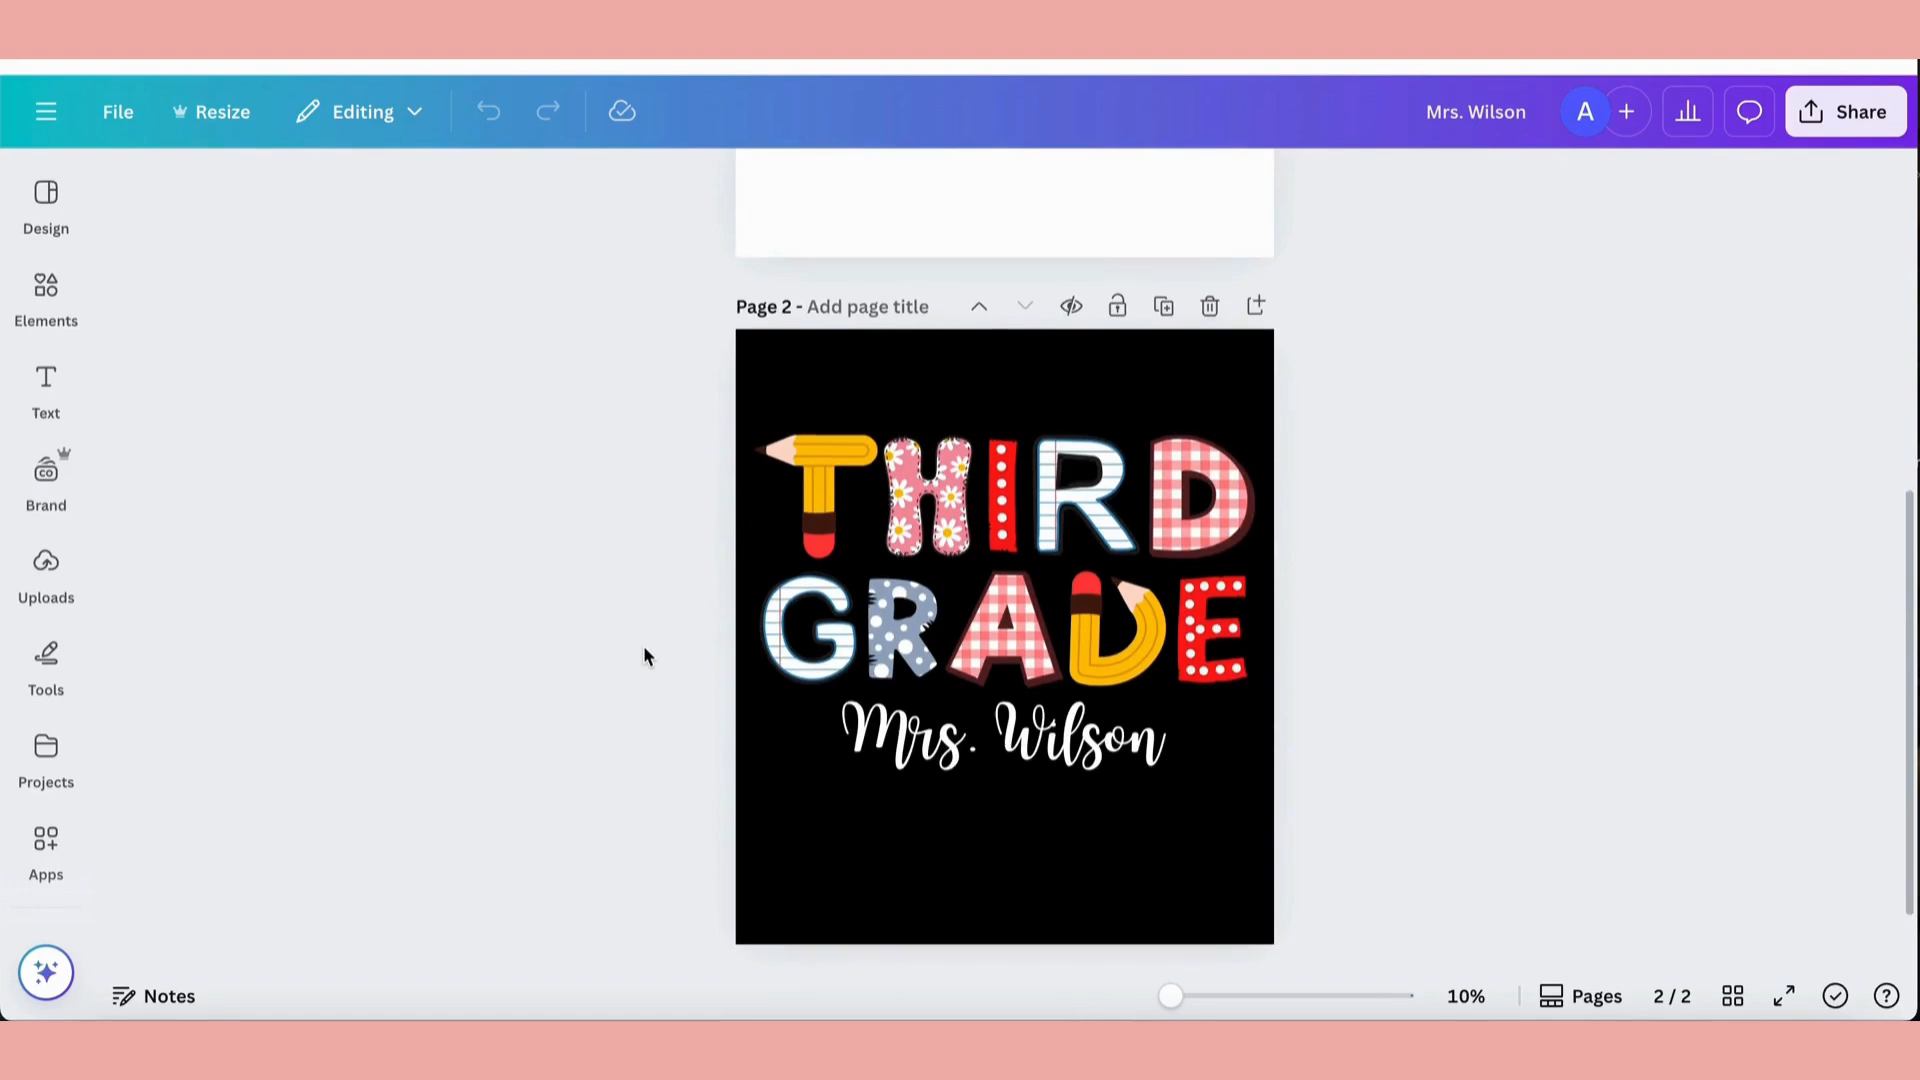 File Resize Editing Mrs. Wilson A Share
Design
Elements
Text
CO
Brand
Uploads
Tools
Projects
Apps
Page 2 - Add page title
THIRD
GRADE
Mrs. Wilson
Notes 10% Pages 2 / 2